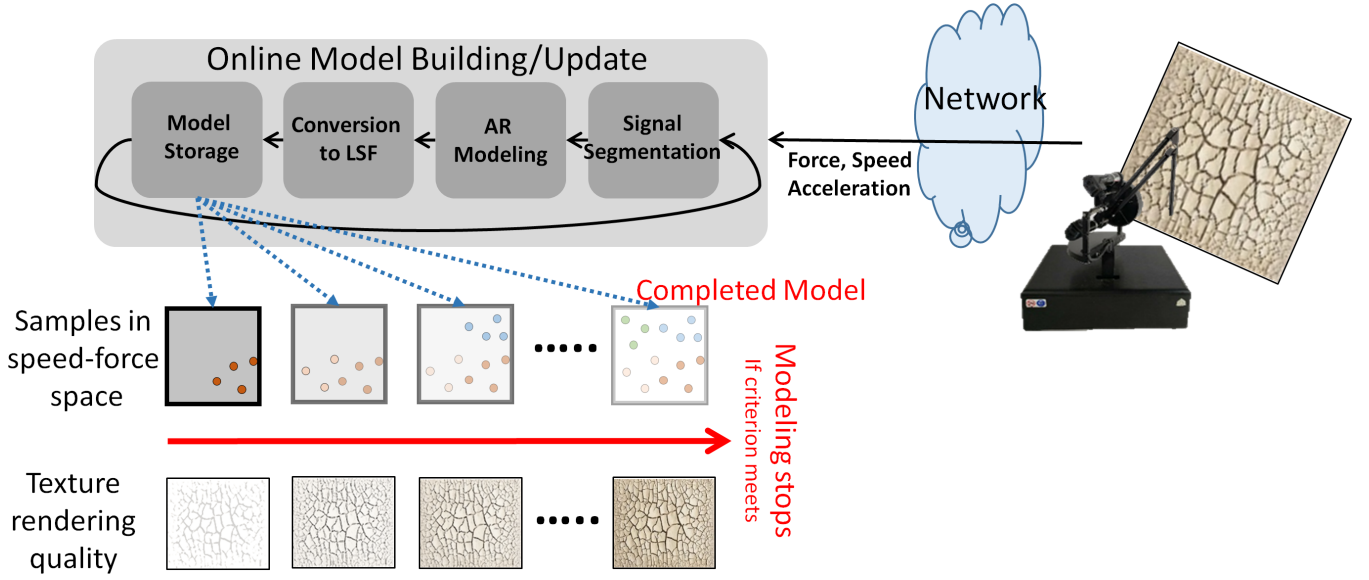 Online Model Building/Update
Model
Storage
Conversion
to LSF
AR
Modeling
Signal
Segmentation
Network
Force, Speed
Acceleration
Completed Model
Samples in
speed-force
space
Modeling stops
If criterion meets
Texture
rendering
quality